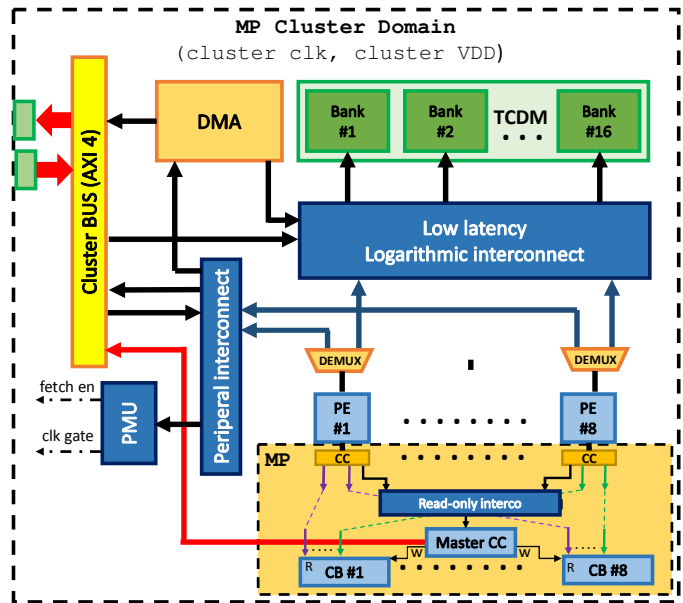 MP Cluster Domain
(cluster clk, cluster VDD)
Cluster BUS (AXI 4)
DMA
Bank
#1
Bank
#2
TCDM
. . .
Bank
#16
Low latency
Logarithmic interconnect
Periperal interconnect
DEMUX
DEMUX
fetch en
clk gate
PMU
PE
#1
PE
#8
MP
CC
CC
Read-only interco
Master CC
W
W
R
R
CB #1
CB #8